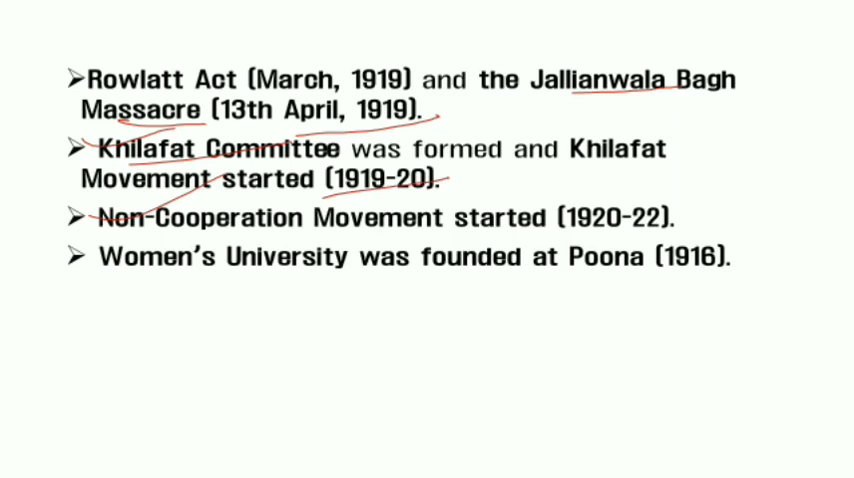 ➢Rowlatt Act (March, 1919) and the Jallianwala Bagh
Massacre (13th April, 1919).
➢ Khilafat Committee was formed and Khilafat
Movement started (1919-20).
➢ Non-Cooperation Movement started (1920-22).
➢ Women's University was founded at Poona (1916).